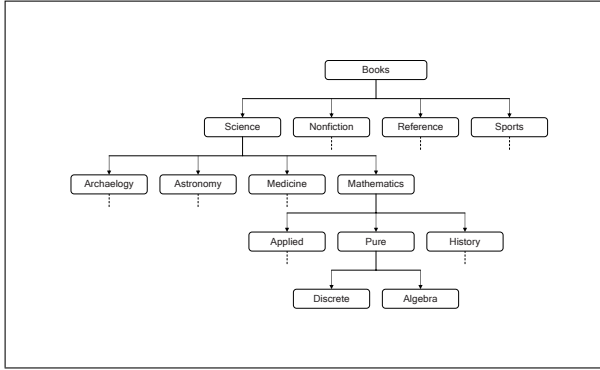 Books
Science Nonfiction Reference Sports
Archaelogy Astronomy Medicine Mathematics
Applied Pure History
Discrete Algebra